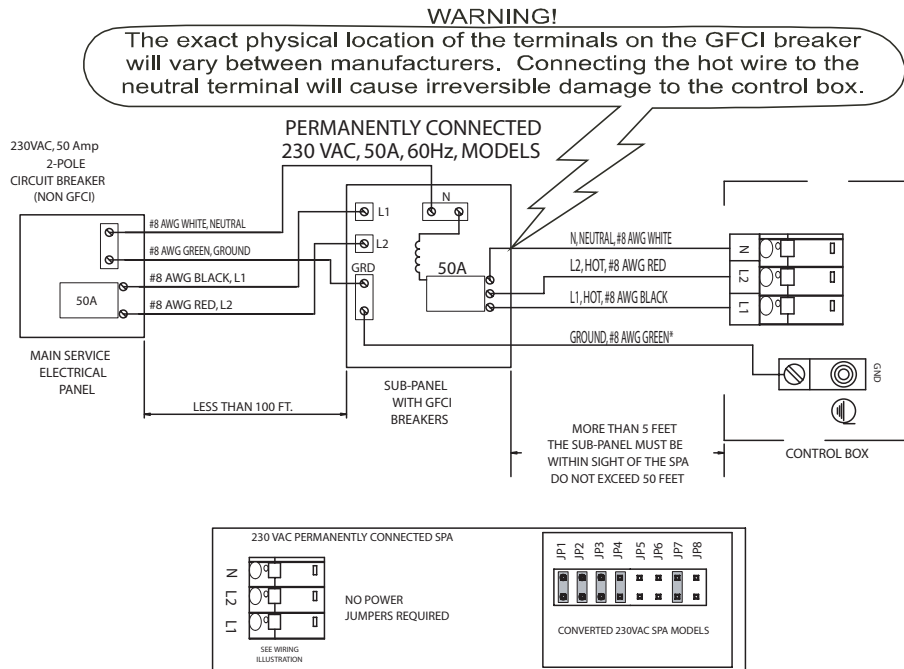 WARNING!
The exact physical location of the terminals on the GFCI breaker
will vary between manufacturers. Connecting the hot wire to the
neutral terminal will cause irreversible damage to the control box.
PERMANENTLY CONNECTED
230 VAC, 50A, 60Hz, MODELS
230VAC, 50 Amp
2-POLE
CIRCUIT BREAKER
(NON GFCI)
#8 AWG WHITE, NEUTRAL
#8 AWG GREEN, GROUND
#8 AWG BLACK, L1
#8 AWG RED, L2
50A
MAIN SERVICE
ELECTRICAL
PANEL
LESS THAN 100 FT.
N
L1
L2
GRD
50A
SUB-PANEL
WITH GFCI
BREAKERS
N, NEUTRAL, #8 AWG WHITE
L2, HOT, #8 AWG RED
L1, HOT, #8 AWG BLACK
GROUND, #8 AWG GREEN*
MORE THAN 5 FEET
THE SUB-PANEL MUST BE
WITHIN SIGHT OF THE SPA
DO NOT EXCEED 50 FEET
N
L2
L1
GND
CONTROL BOX
230 VAC PERMANENTLY CONNECTED SPA
N
L2
L1
SEE WIRING
ILLUSTRATION
NO POWER
JUMPERS REQUIRED
JP1
JP2
JP3
JP4
JP5
JP6
JP7
JP8
CONVERTED 230VAC SPA MODELS